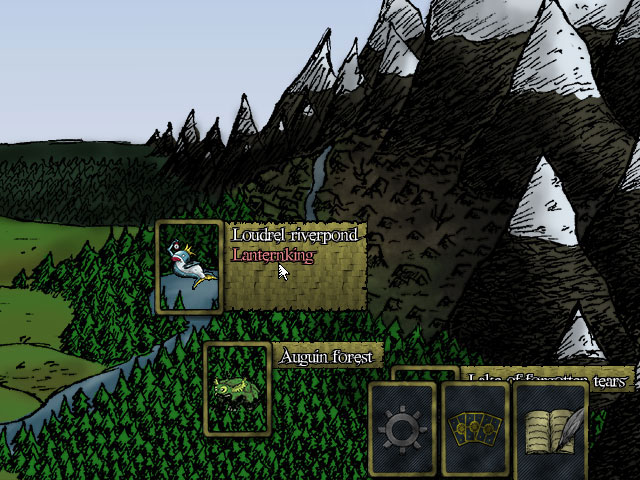 Loudrel riverpond
Lanternking
Auguin forest
Lake of forgotten tears